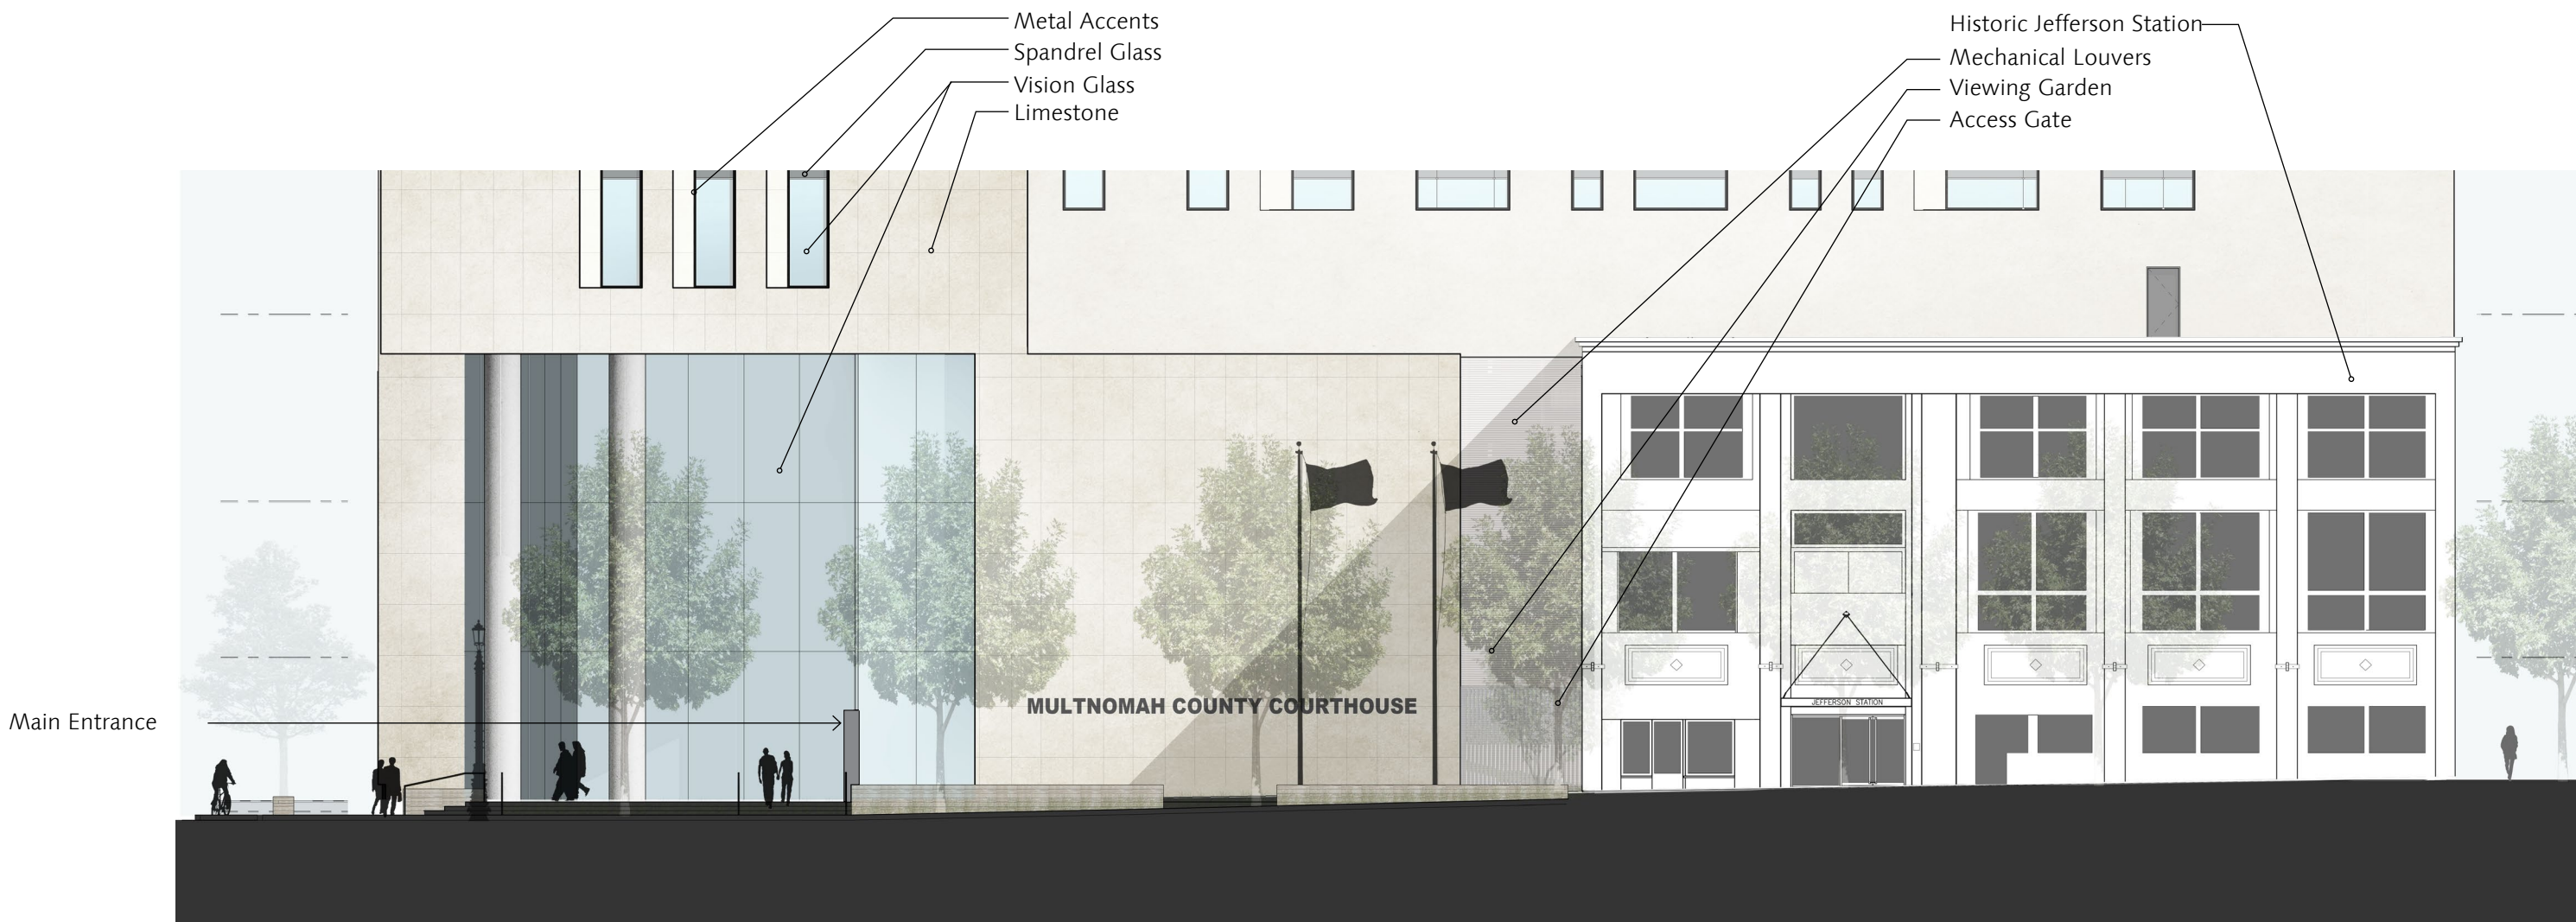 Metal Accents
Spandrel Glass
Vision Glass
Limestone
Historic Jefferson Station
Mechanical Louvers
Viewing Garden
Access Gate
Main Entrance
MULTNOMAH COUNTY COURTHOUSE
JEFFERSON STATION